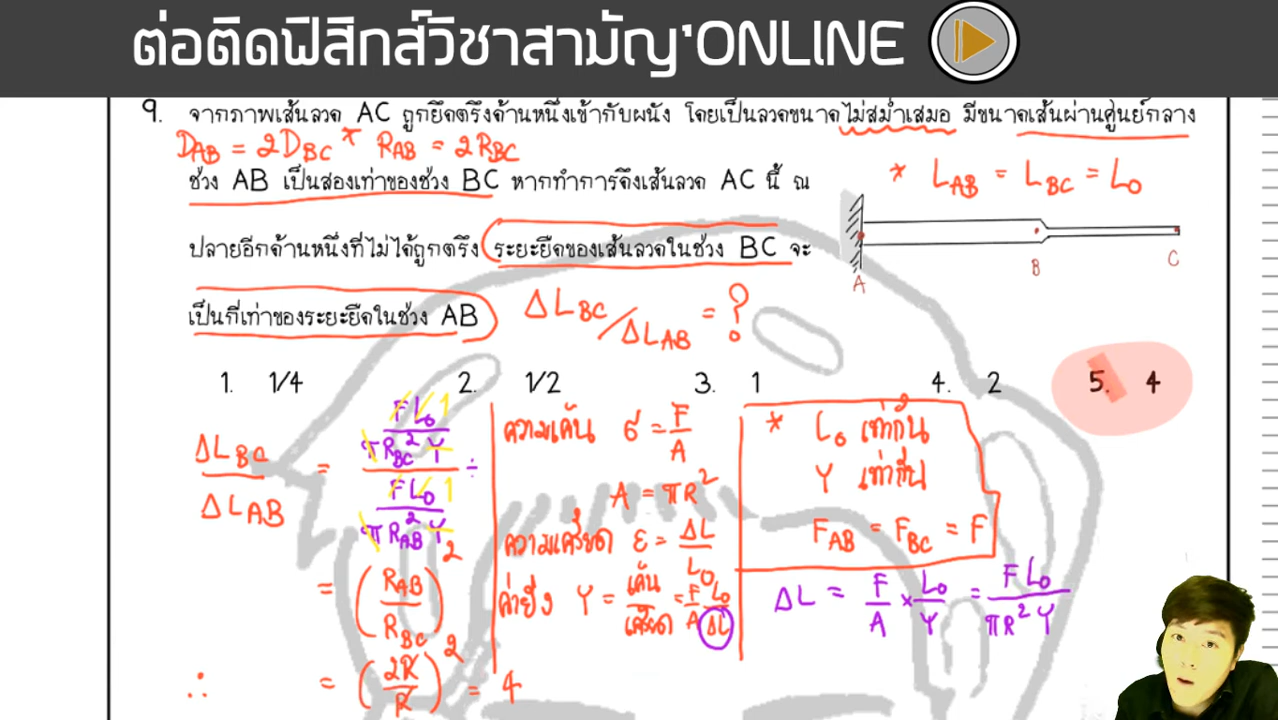 ต่อติดฟิสิกส์วิชาสามัญ'ONLINE
9. จากภาพเส้นลวด AC ถูกยึดตรึงด้านหนึ่งเข้ากับผนัง โดยเป็นลวดขนาดไม่สม่ำเสมอ มีขนาดเส้นผ่านศูนย์กลาง
D_AB = 2D_BC * R_AB = 2R_BC
ช่วง AB เป็นสองเท่าของช่วง BC หากทำการดึงเส้นลวด AC นี้ ณ
* L_AB = L_BC = L₀
ปลายอีกด้านหนึ่งที่ไม่ได้ถูกตรึง ระยะยืดของเส้นลวดในช่วง BC จะ
A B C
เป็นกี่เท่าของระยะยืดในช่วง AB
ΔL_BC/ΔL_AB = ?
1. 1/4 2. 1/2 3. 1 4. 2 5. 4
ΔL_BC / ΔL_AB = (F L₀ 1 / πR_BC² Y) ÷ (F L₀ 1 / πR_AB² Y)
= (R_AB / R_BC)²
∴ = (2R / R)² = 4
ความเค้น σ = F/A
A = πR²
ความเครียด ε = ΔL/L₀
ค่ายัง Y = เค้น/เครียด = F/A L₀/ΔL
* L₀ เท่ากัน
Y เท่ากัน
F_AB = F_BC = F
ΔL = F/A × L₀/Y = F L₀ / πR² Y